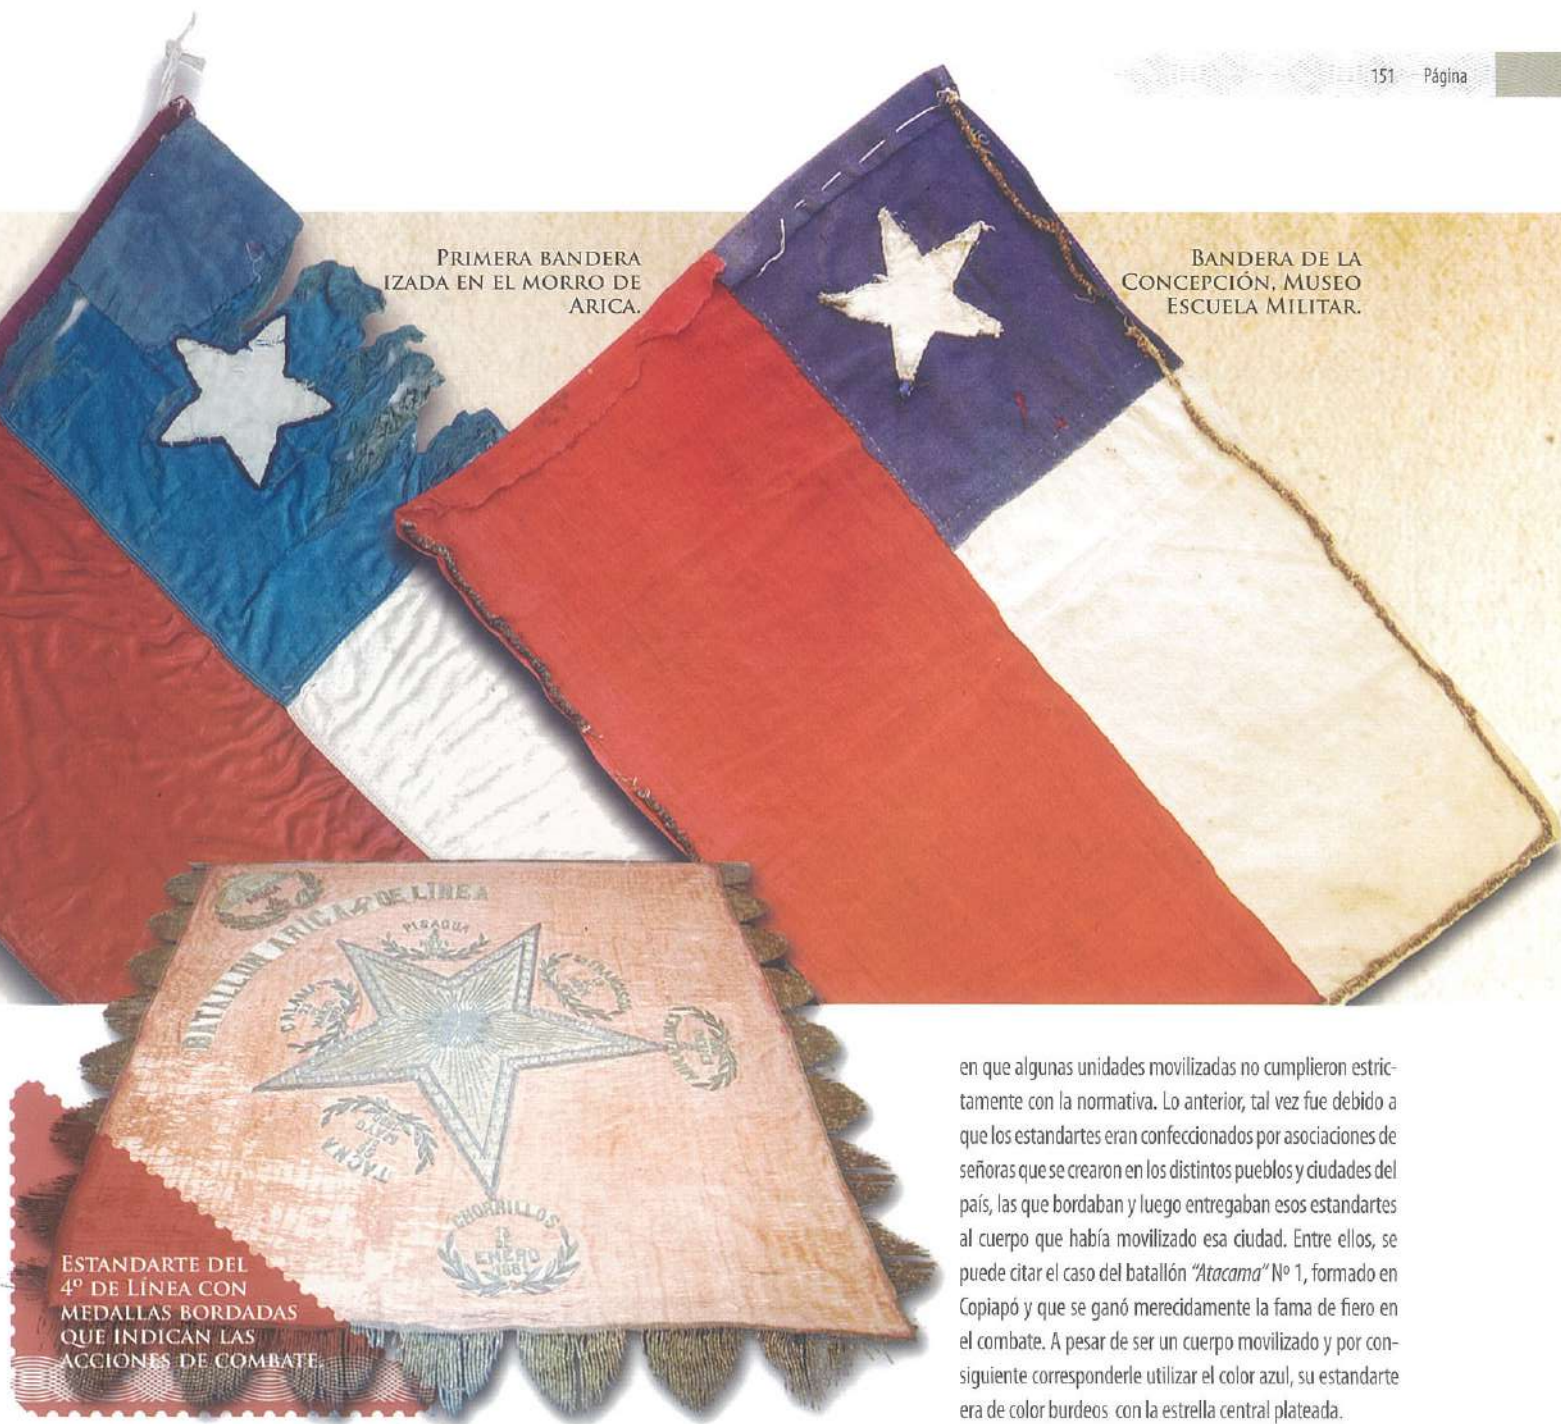 151 Página
PRIMERA BANDERA
IZADA EN EL MORRO DE
ARICA.
BANDERA DE LA
CONCEPCIÓN, MUSEO
ESCUELA MILITAR.
BATALLON ARICA 4º DE LÍNEA
PISAGUA
TACNA
CHORRILLOS
13
ENERO
1881
ESTANDARTE DEL
4º DE LÍNEA CON
MEDALLAS BORDADAS
QUE INDICAN LAS
ACCIONES DE COMBATE.
en que algunas unidades movilizadas no cumplieron estric-
tamente con la normativa. Lo anterior, tal vez fue debido a
que los estandartes eran confeccionados por asociaciones de
señoras que se crearon en los distintos pueblos y ciudades del
país, las que bordaban y luego entregaban esos estandartes
al cuerpo que había movilizado esa ciudad. Entre ellos, se
puede citar el caso del batallón "Atacama" Nº 1, formado en
Copiapó y que se ganó merecidamente la fama de fiero en
el combate. A pesar de ser un cuerpo movilizado y por con-
siguiente corresponderle utilizar el color azul, su estandarte
era de color burdeos con la estrella central plateada.